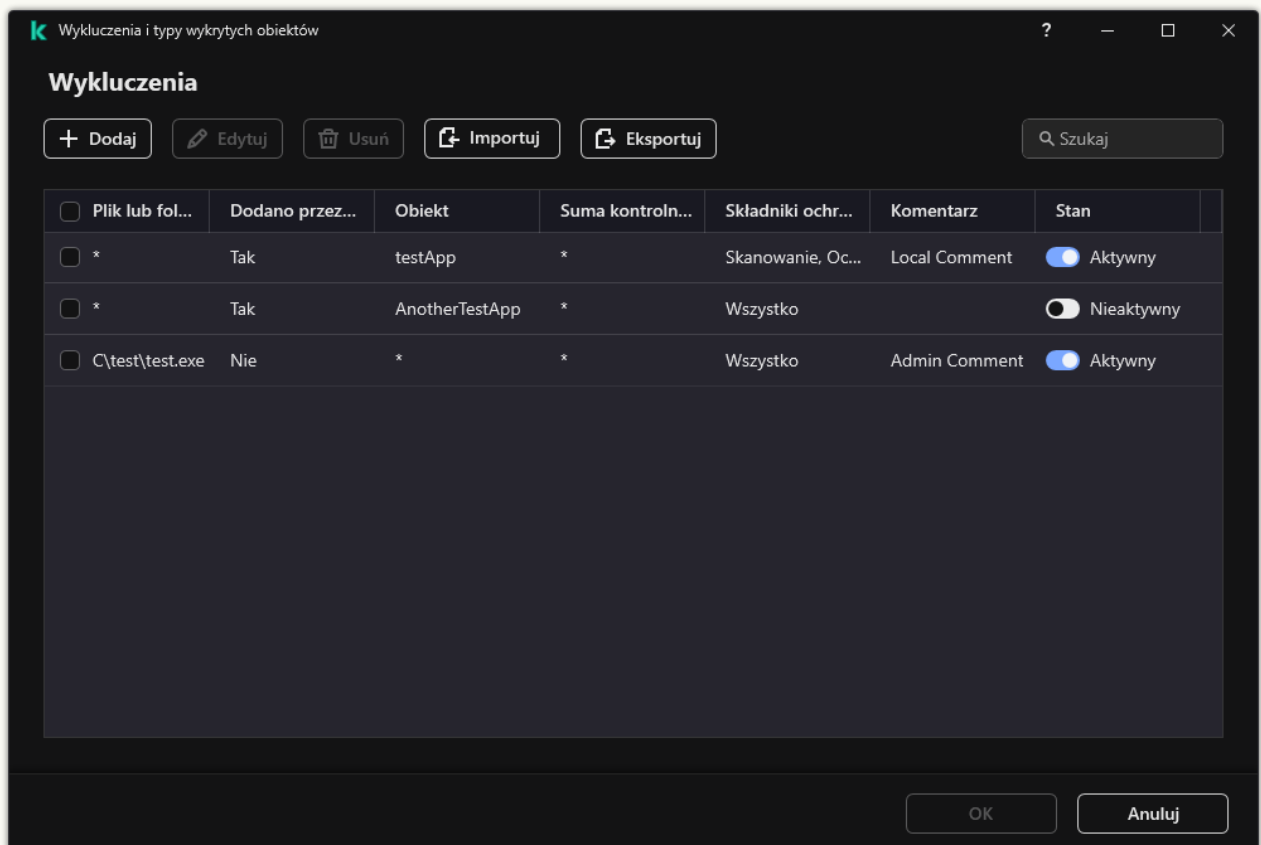 Wykluczenia i typy wykrytych obiektów ?
Wykluczenia
Dodaj Edytuj Usuń Importuj Eksportuj Szukaj
Plik lub fol... Dodano przez... Obiekt Suma kontroln... Składniki ochr... Komentarz Stan
* Tak testApp * Skanowanie, Oc... Local Comment Aktywny
* Tak AnotherTestApp * Wszystko Nieaktywny
C\test\test.exe Nie * * Wszystko Admin Comment Aktywny
OK Anuluj